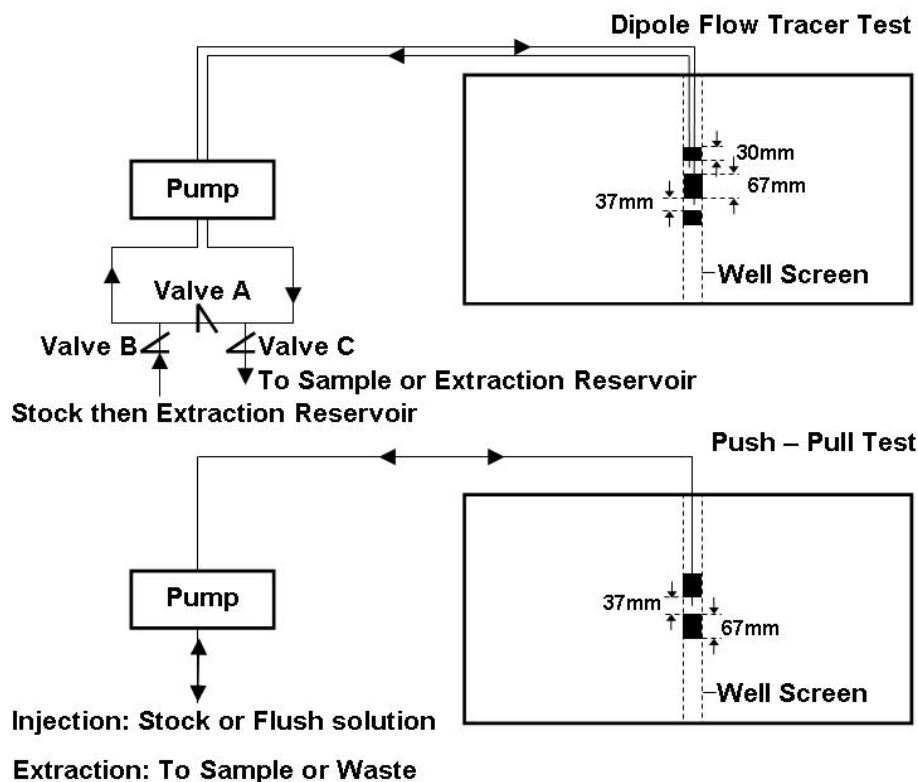 Dipole Flow Tracer Test
Pump
30mm
67mm
37mm
Well Screen
Valve A
Valve B
Valve C
To Sample or Extraction Reservoir
Stock then Extraction Reservoir
Push – Pull Test
Pump
37mm
67mm
Well Screen
Injection: Stock or Flush solution
Extraction: To Sample or Waste